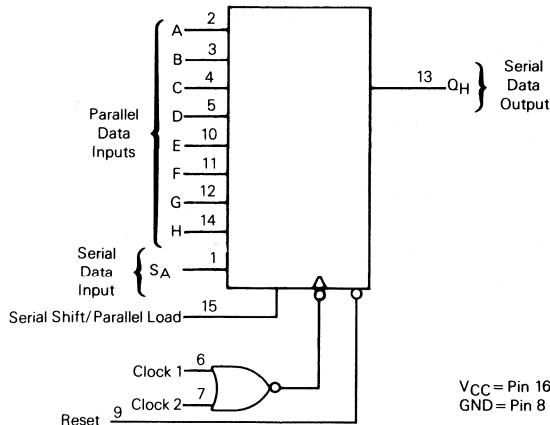 A 2
B 3
C 4
D 5
E 10
F 11
G 12
H 14
Parallel
Data
Inputs
13 QH
Serial
Data
Output
Serial
Data
Input
SA 1
Serial Shift/Parallel Load 15
Clock 1 6
Clock 2 7
Reset 9
VCC = Pin 16
GND = Pin 8